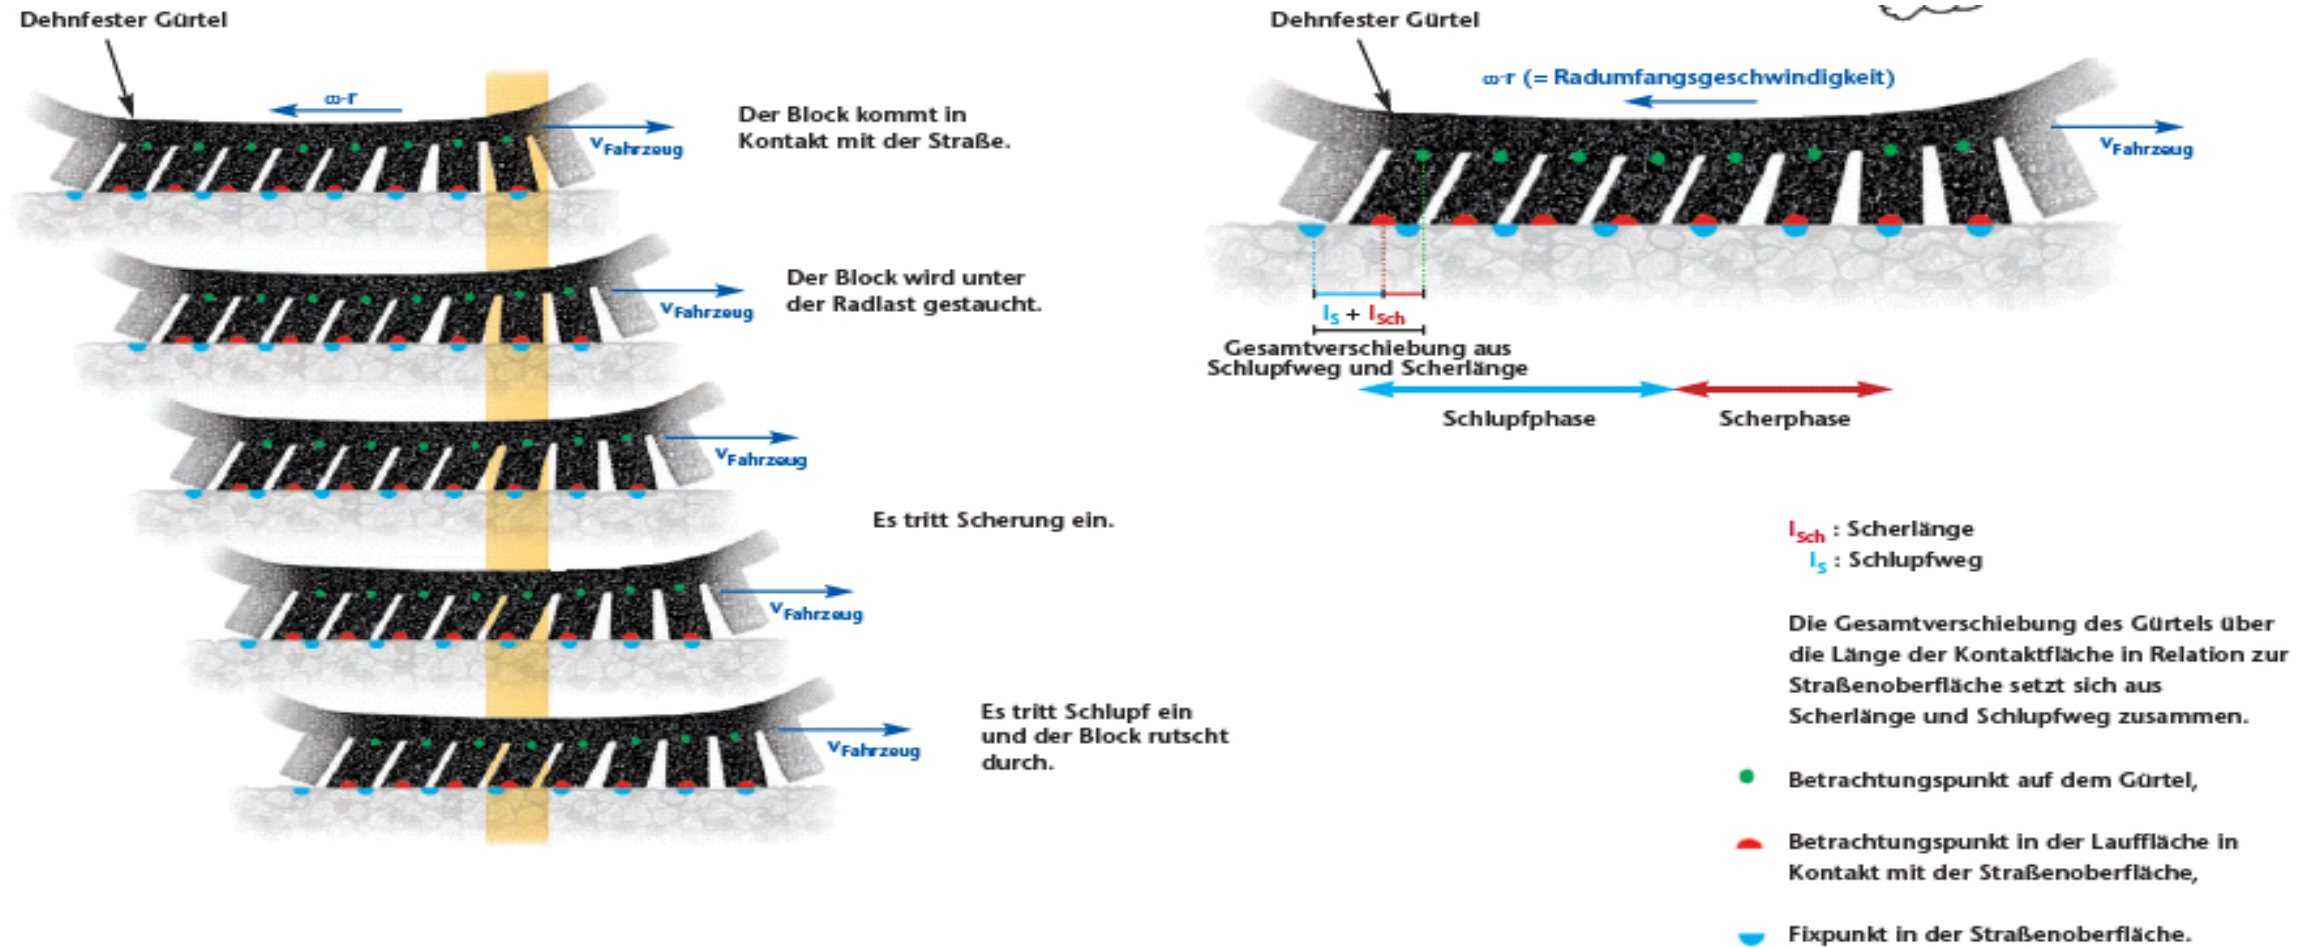 Dehnfester Gürtel
ω·r
vFahrzeug
Der Block kommt in
Kontakt mit der Straße.
vFahrzeug
Der Block wird unter
der Radlast gestaucht.
vFahrzeug
Es tritt Scherung ein.
vFahrzeug
vFahrzeug
Es tritt Schlupf ein
und der Block rutscht
durch.
Dehnfester Gürtel
ω·r (= Radumfangsgeschwindigkeit)
vFahrzeug
lS + lSch
Gesamtverschiebung aus
Schlupfweg und Scherlänge
Schlupfphase
Scherphase
lSch : Scherlänge
lS : Schlupfweg
Die Gesamtverschiebung des Gürtels über
die Länge der Kontaktfläche in Relation zur
Straßenoberfläche setzt sich aus
Scherlänge und Schlupfweg zusammen.
Betrachtungspunkt auf dem Gürtel,
Betrachtungspunkt in der Lauffläche in
Kontakt mit der Straßenoberfläche,
Fixpunkt in der Straßenoberfläche.